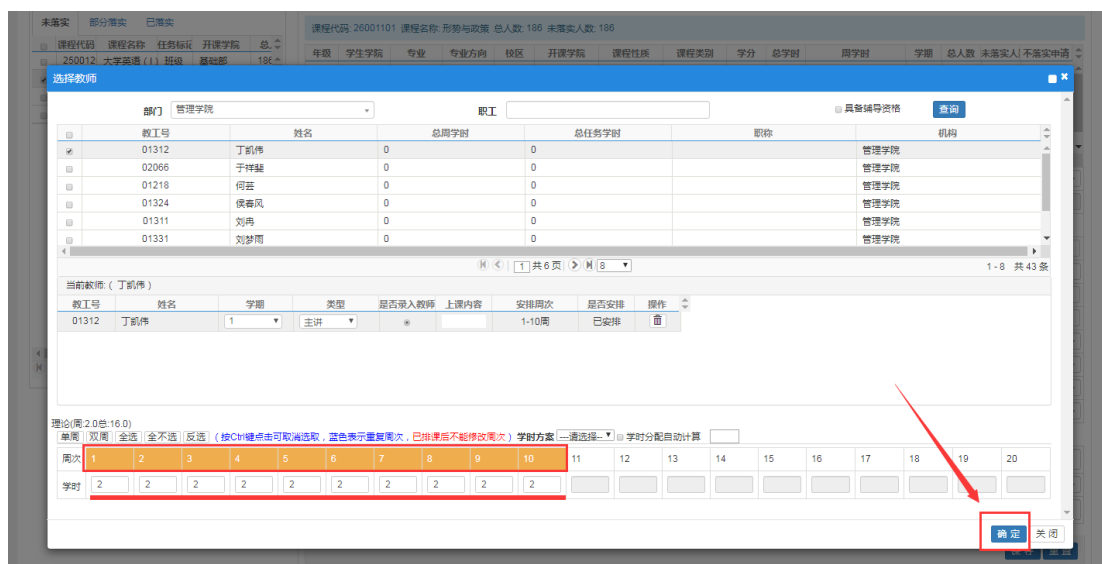 未落实 部分落实 已落实
课程代码: 26001101 课程名称: 形势与政策 总人数: 186 未落实人数: 186
课程代码 课程名称 任务标识 开课学院 总
年级 学生学院 专业 专业方向 校区 开课学院 课程性质 课程类别 学分 总学时 周学时 学期 总人数 未落实人 不落实申请
250012 大学英语 (I) 班级 基础部 186
选择教师
部门 管理学院 职工 具备辅导资格 查询
教工号 姓名 总周学时 总任务学时 职称 机构
01312 丁凯伟 0 0 管理学院
02066 0 0 管理学院
01218 何芸 0 0 管理学院
01324 侯春风 0 0 管理学院
01311 刘冉 0 0 管理学院
01331 刘梦雨 0 0 管理学院
1 共 6 页 8 1 - 8 共 43 条
当前教师: ( 丁凯伟 )
教工号 姓名 学期 类型 是否录入教师 上课内容 安排周次 是否安排 操作
01312 丁凯伟 1 主讲 1-10周 已安排
理论(周:2.0总:16.0)
单周 双周 全选 全不选 反选 ( 按Ctrl键点击可取消选取，蓝色表示重复周次，已排课后不能修改周次 ) 学时方案 ---请选择-- 学时分配自动计算
周次 1 2 3 4 5 6 7 8 9 10 11 12 13 14 15 16 17 18 19 20
学时 2 2 2 2 2 2 2 2 2 2
确 定 关 闭